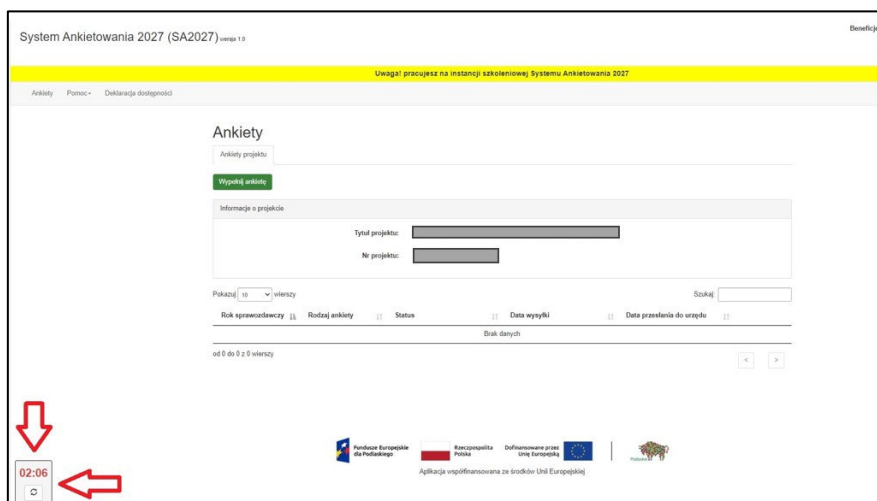 System Ankietowania 2027 (SA2027) wersja 1.0
Uwaga! pracujesz na instancji szkoleniowej Systemu Ankietowania 2027
Ankiety Pomoc Deklaracja dostępności
Ankiety
Ankiety projektu
Wypełnij ankietę
Informacje o projekcie
Tytuł projektu:
Nr projektu:
Pokazuj 10 wierszy Szukaj:
Rok sprawozdawczy Rodzaj ankiety Status Data wysyłki Data przesłania do urzędu
Brak danych
od 0 do 0 z 0 wierszy
< >
Fundusze Europejskie
dla Podlaskiego
Rzeczpospolita
Polska
Dofinansowane przez
Unię Europejską
Podlaskie
Aplikacja współfinansowana ze środków Unii Europejskiej
02:06